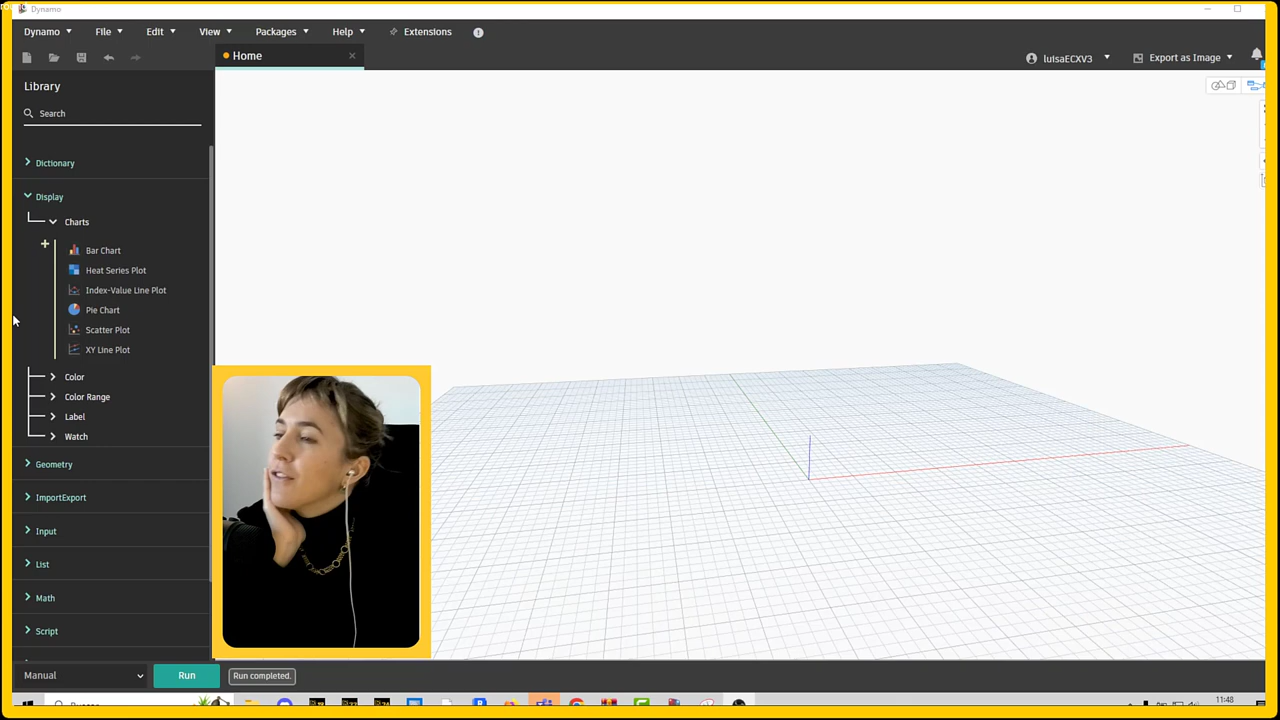 Dynamo
Dynamo File Edit View Packages Help Extensions
Home
luisaECXV3 Export as Image
Library
Search
Dictionary
Display
Charts
Bar Chart
Heat Series Plot
Index-Value Line Plot
Pie Chart
Scatter Plot
XY Line Plot
Color
Color Range
Label
Watch
Geometry
ImportExport
Input
List
Math
Script
Manual Run Run completed.
11:48